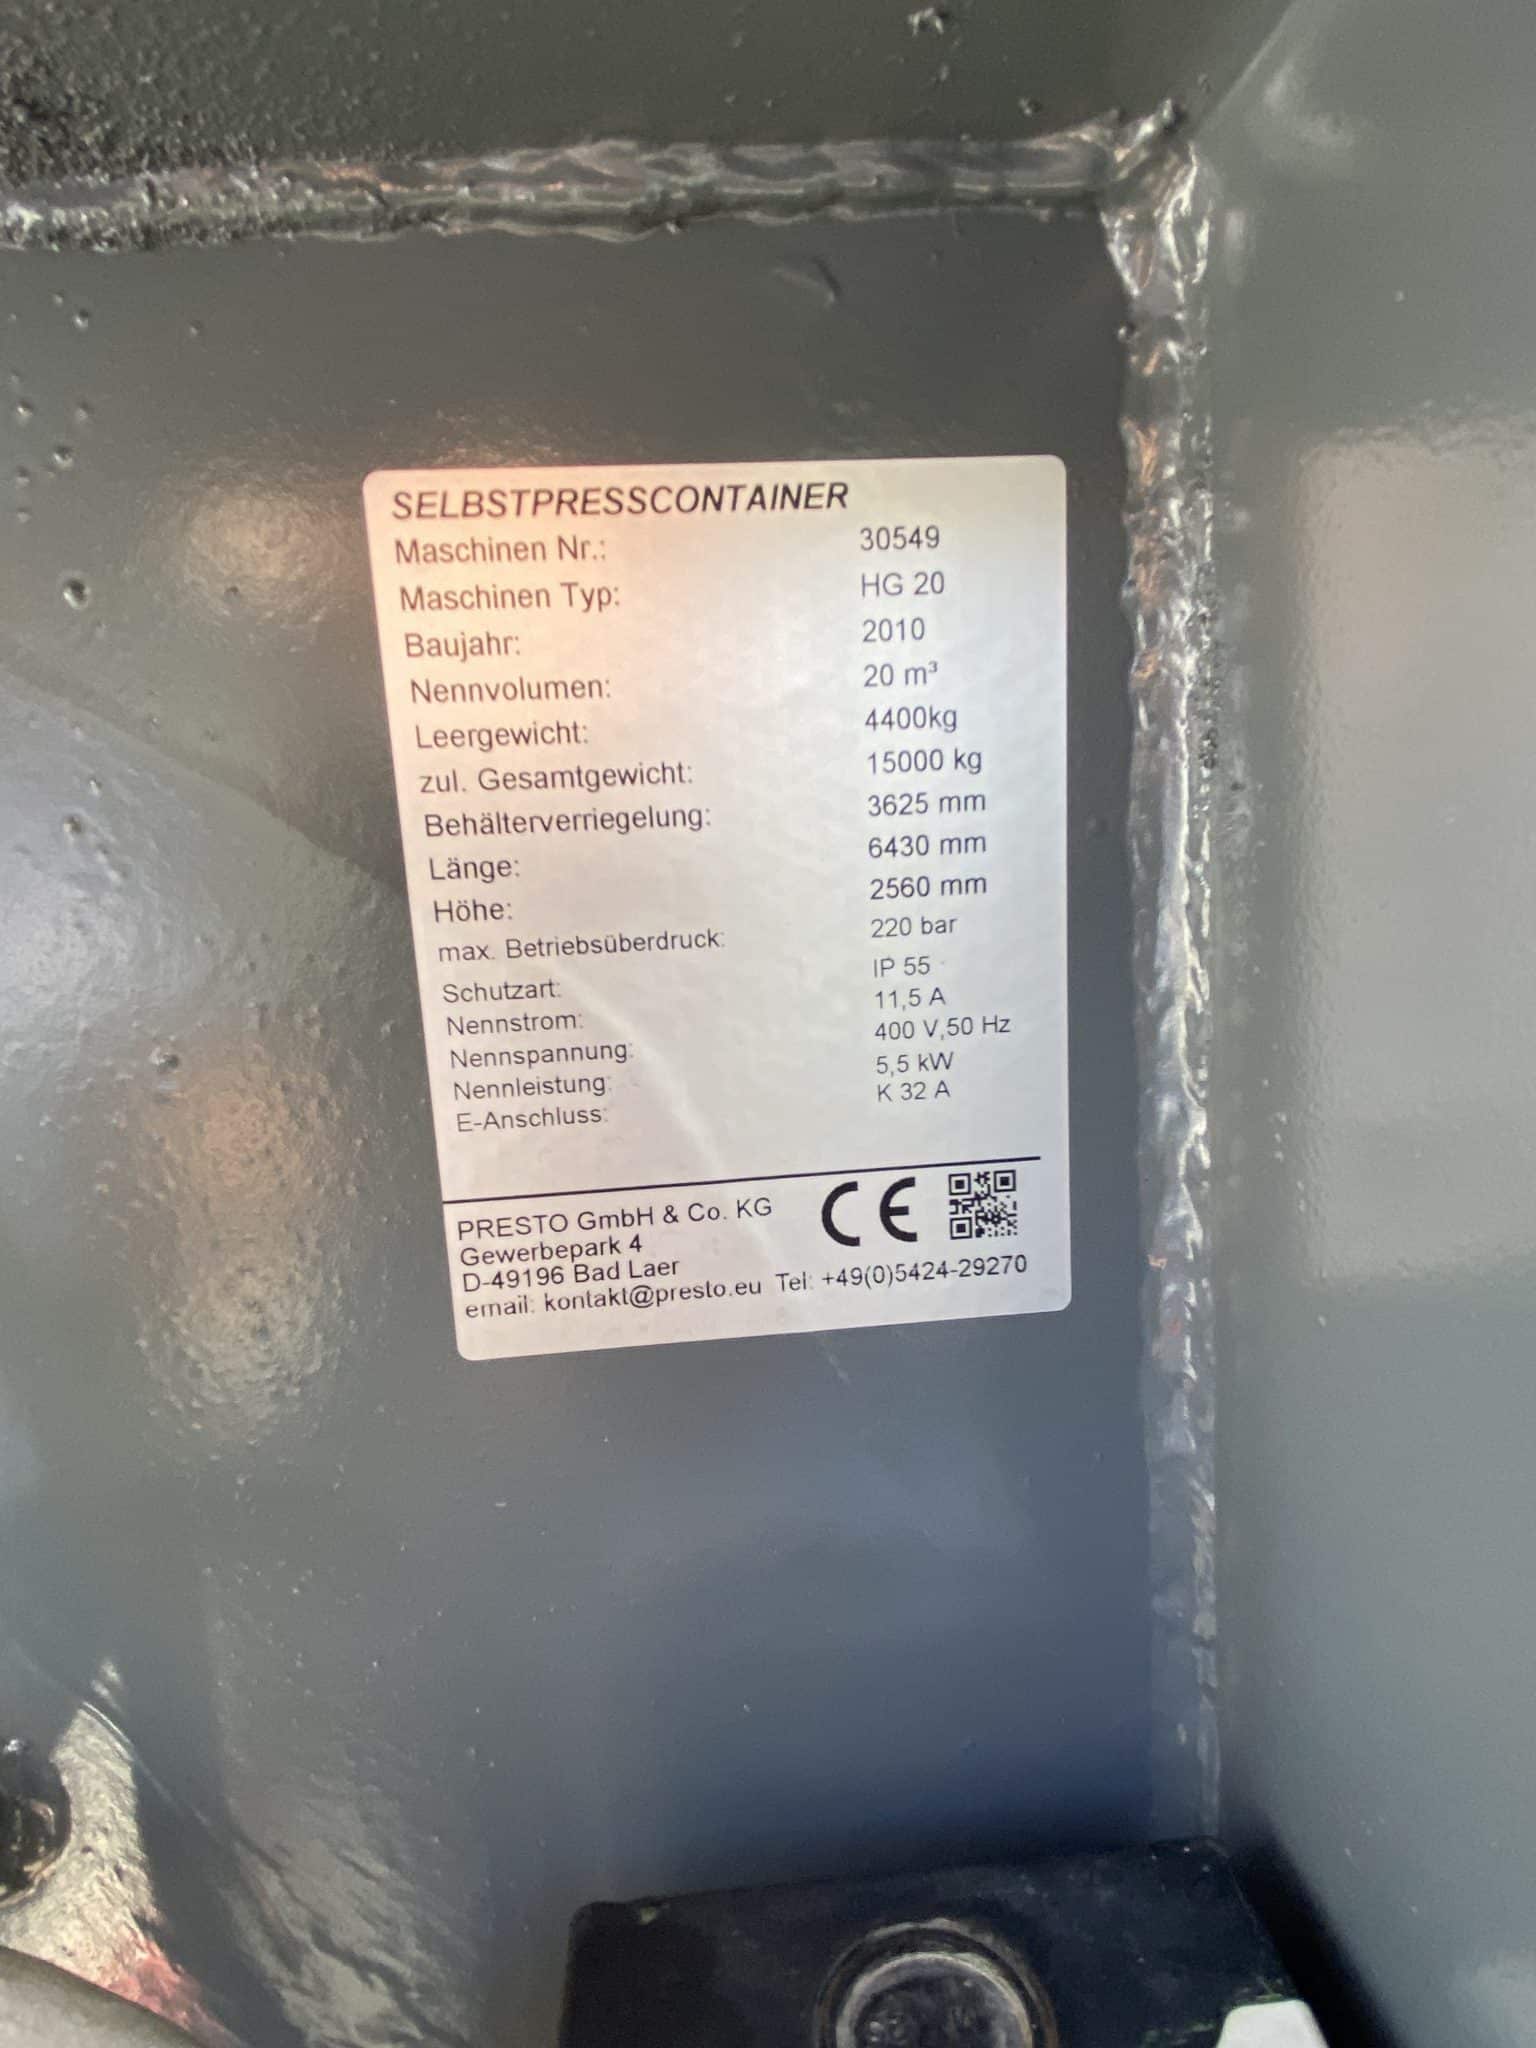 SELBSTPRESSCONTAINER
Maschinen Nr.: 30549
Maschinen Typ: HG 20
Baujahr: 2010
Nennvolumen: 20 m³
Leergewicht: 4400kg
zul. Gesamtgewicht: 15000 kg
Behälterverriegelung: 3625 mm
Länge: 6430 mm
Höhe: 2560 mm
max. Betriebsüberdruck: 220 bar
Schutzart: IP 55
Nennstrom: 11,5 A
Nennspannung: 400 V,50 Hz
Nennleistung: 5,5 kW
E-Anschluss: K 32 A
PRESTO GmbH & Co. KG CE
Gewerbepark 4
D-49196 Bad Laer
email: kontakt@presto.eu Tel: +49(0)5424-29270